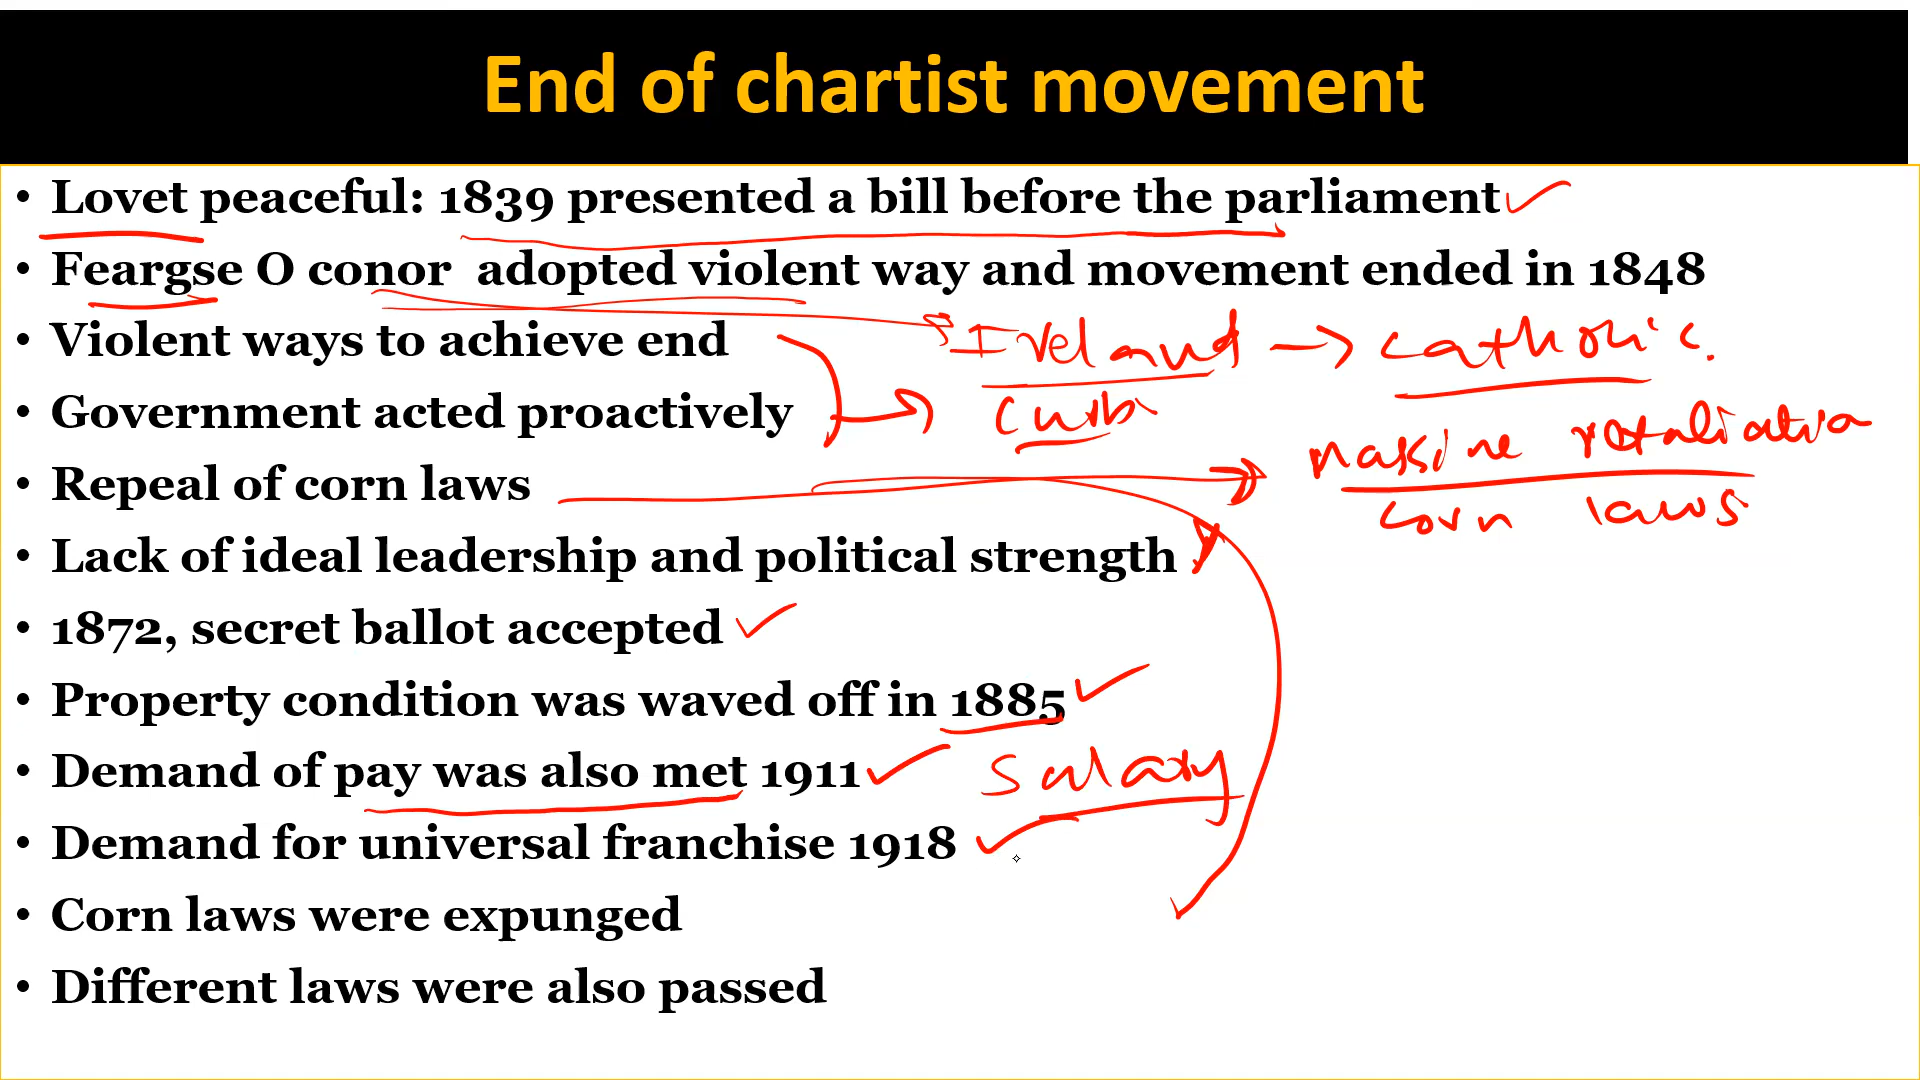 End of chartist movement
• Lovet peaceful: 1839 presented a bill before the parliament
• Feargse O conor adopted violent way and movement ended in 1848
• Violent ways to achieve end
Ireland → catholic.
• Government acted proactively
curb
retaliation
• Repeal of corn laws
corn laws
• Lack of ideal leadership and political strength
• 1872, secret ballot accepted
• Property condition was waved off in 1885
• Demand of pay was also met 1911
Salary
• Demand for universal franchise 1918
• Corn laws were expunged
• Different laws were also passed